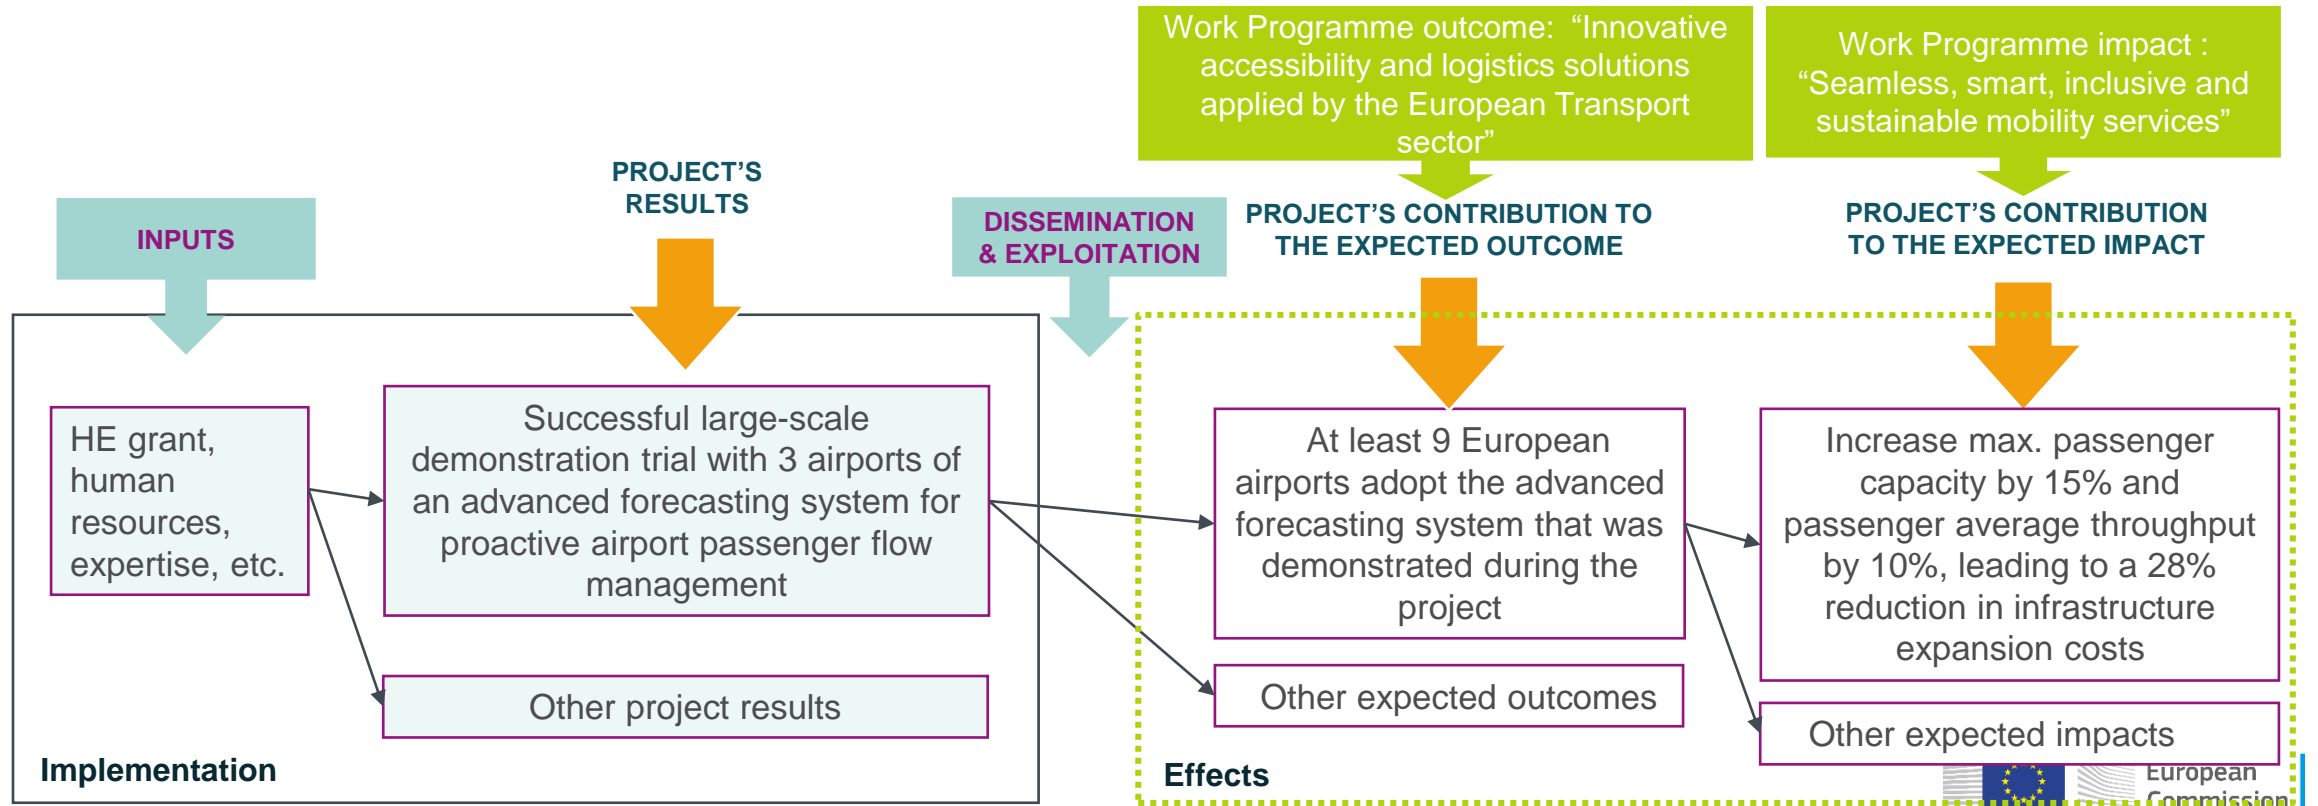 Work Programme outcome:  “Innovative
accessibility and logistics solutions
applied by the European Transport
sector”
Work Programme impact :
“Seamless, smart, inclusive and
sustainable mobility services”
INPUTS
PROJECT’S
RESULTS
DISSEMINATION
& EXPLOITATION
PROJECT’S CONTRIBUTION TO
THE EXPECTED OUTCOME
PROJECT’S CONTRIBUTION
TO THE EXPECTED IMPACT
HE grant,
human
resources,
expertise, etc.
Successful large-scale
demonstration trial with 3 airports of
an advanced forecasting system for
proactive airport passenger flow
management
Other project results
Implementation
At least 9 European
airports adopt the advanced
forecasting system that was
demonstrated during the
project
Other expected outcomes
Increase max. passenger
capacity by 15% and
passenger average throughput
by 10%, leading to a 28%
reduction in infrastructure
expansion costs
Other expected impacts
Effects
European
Commission